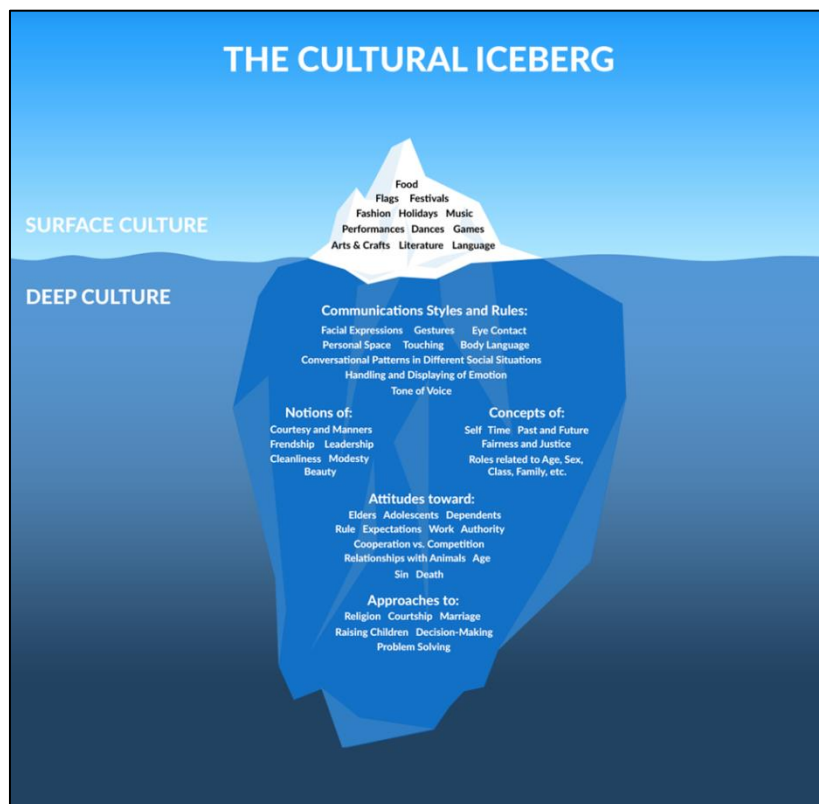 THE CULTURAL ICEBERG
Food
Flags Festivals
Fashion Holidays Music
Performances Dances Games
Arts & Crafts Literature Language
SURFACE CULTURE
DEEP CULTURE
Communications Styles and Rules:
Facial Expressions Gestures Eye Contact
Personal Space Touching Body Language
Conversational Patterns in Different Social Situations
Handling and Displaying of Emotion
Tone of Voice
Notions of:
Courtesy and Manners
Frendship Leadership
Cleanliness Modesty
Beauty
Concepts of:
Self Time Past and Future
Fairness and Justice
Roles related to Age, Sex,
Class, Family, etc.
Attitudes toward:
Elders Adolescents Dependents
Rule Expectations Work Authority
Cooperation vs. Competition
Relationships with Animals Age
Sin Death
Approaches to:
Religion Courtship Marriage
Raising Children Decision-Making
Problem Solving